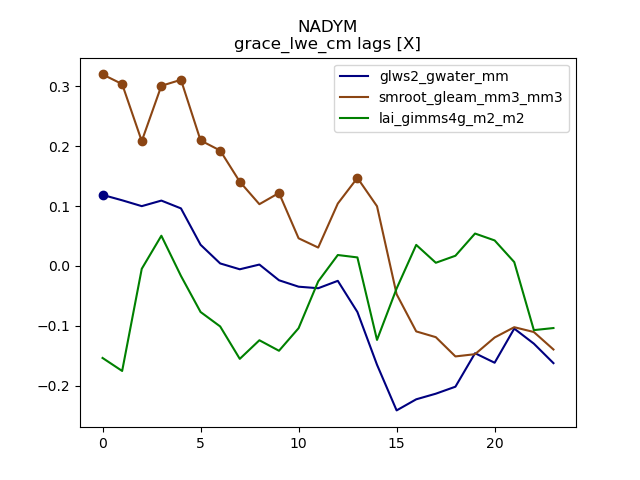 NADYM
grace_lwe_cm lags [X]
glws2_gwater_mm
smroot_gleam_mm3_mm3
lai_gimms4g_m2_m2
0.3
0.2
0.1
0.0
−0.1
−0.2
0 5 10 15 20